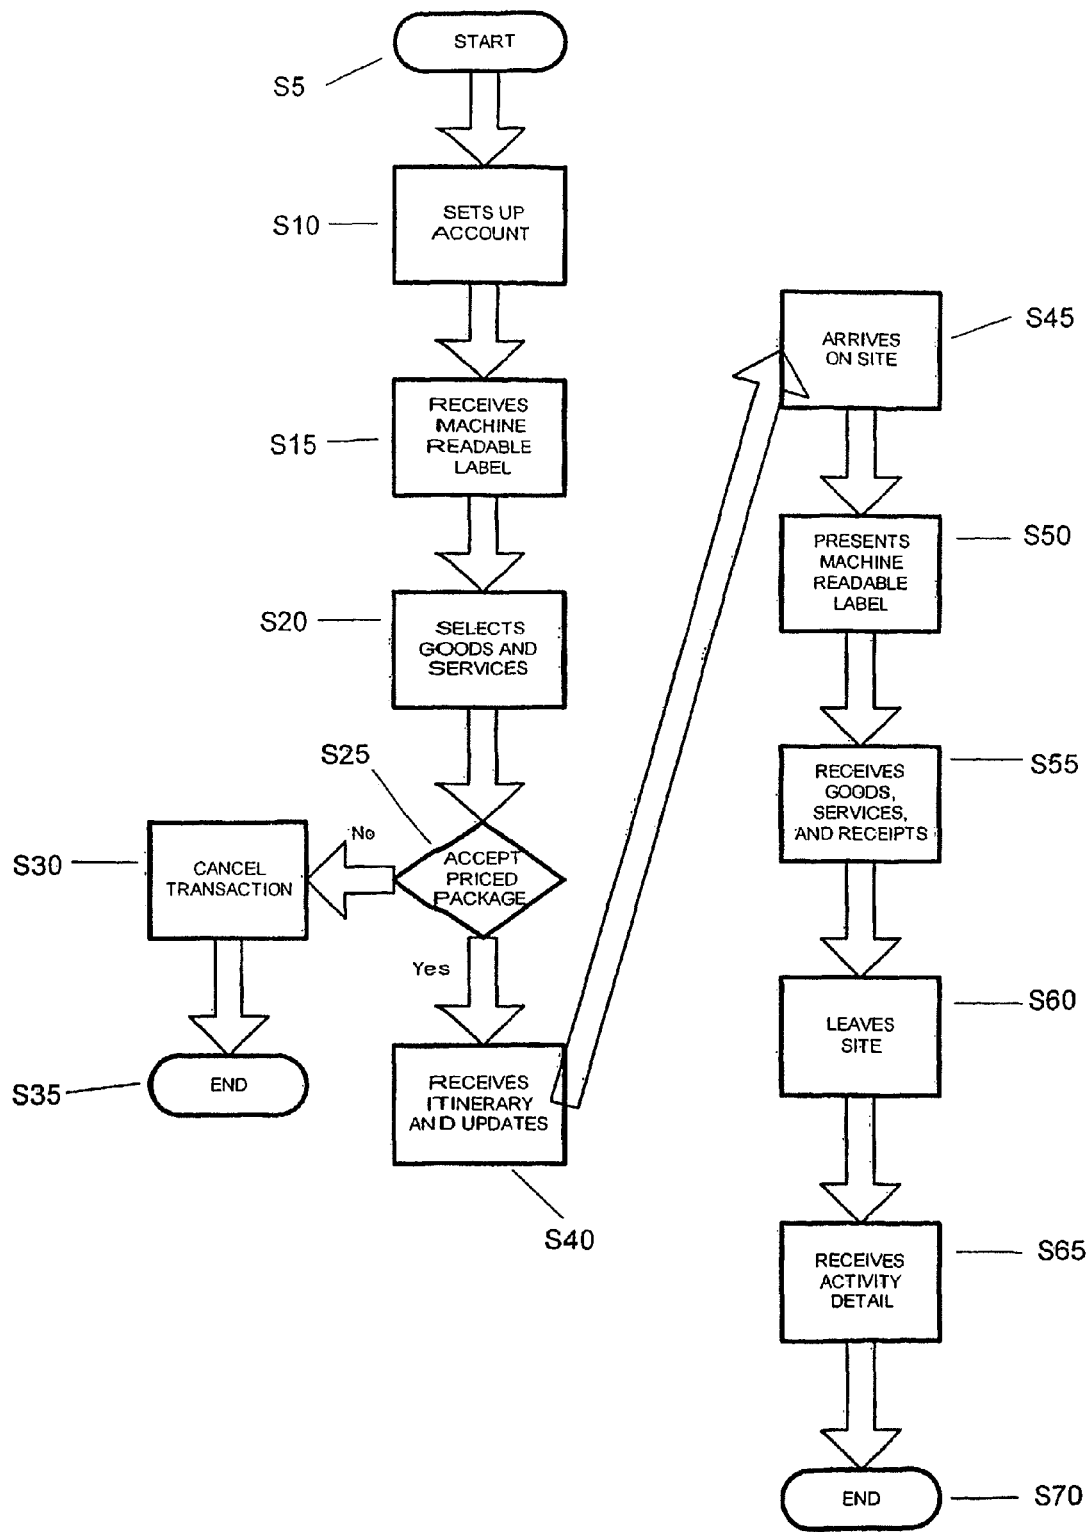 START
S5
SETS UP
ACCOUNT
S10
RECEIVES
MACHINE
READABLE
LABEL
S15
SELECTS
GOODS AND
SERVICES
S20
S25
ACCEPT
PRICED
PACKAGE
No
CANCEL
TRANSACTION
S30
END
S35
Yes
RECEIVES
ITINERARY
AND UPDATES
S40
ARRIVES
ON SITE
S45
PRESENTS
MACHINE
READABLE
LABEL
S50
RECEIVES
GOODS,
SERVICES,
AND RECEIPTS
S55
LEAVES
SITE
S60
RECEIVES
ACTIVITY
DETAIL
S65
END
S70